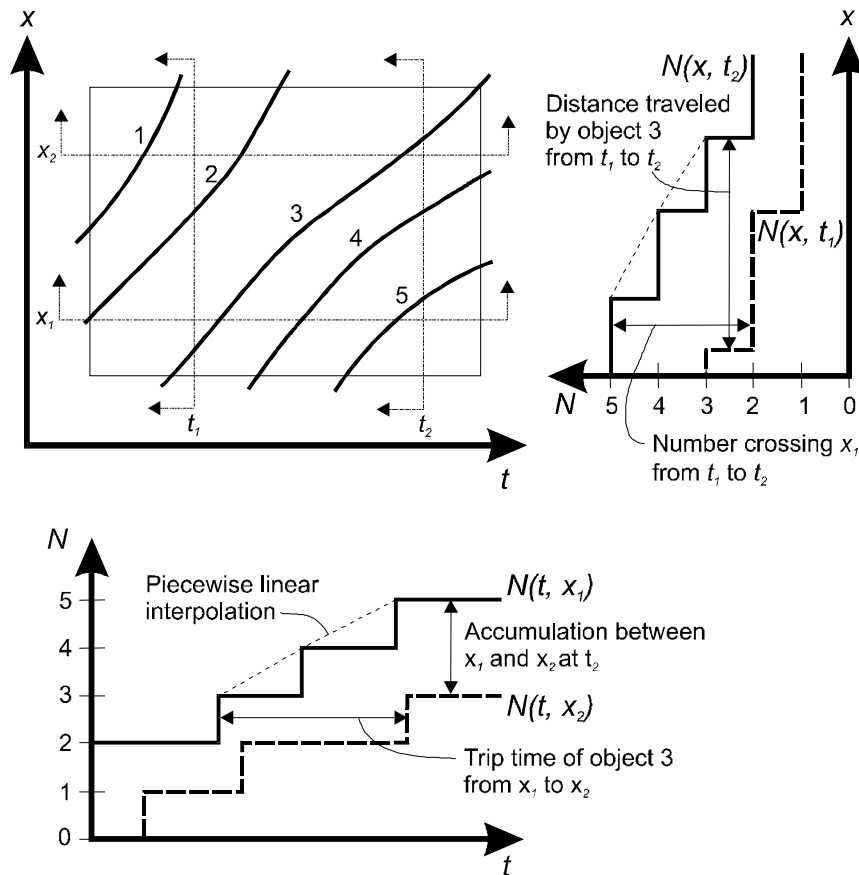 x
1
2
3
4
5
x2
x1
t1
t2
t
x
N(x, t2)
Distance traveled
by object 3
from t1 to t2
N(x, t1)
N
5
4
3
2
1
0
Number crossing x1
from t1 to t2
N
5
4
3
2
1
0
Piecewise linear
interpolation
N(t, x1)
Accumulation between
x1 and x2 at t2
N(t, x2)
Trip time of object 3
from x1 to x2
t